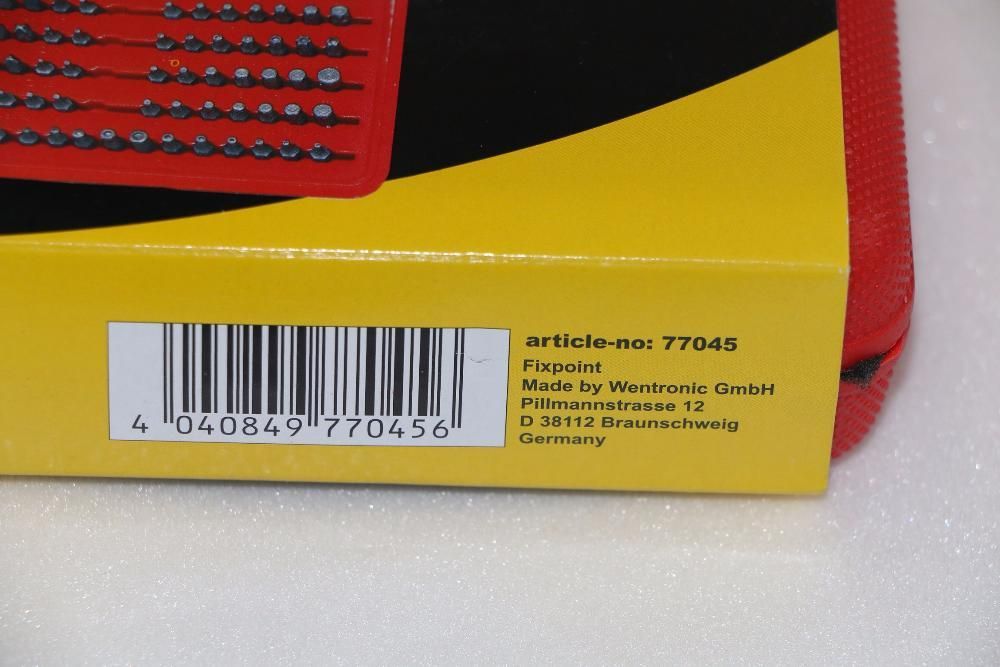 4 040849 770456
article-no: 77045
Fixpoint
Made by Wentronic GmbH
Pillmannstrasse 12
D 38112 Braunschweig
Germany